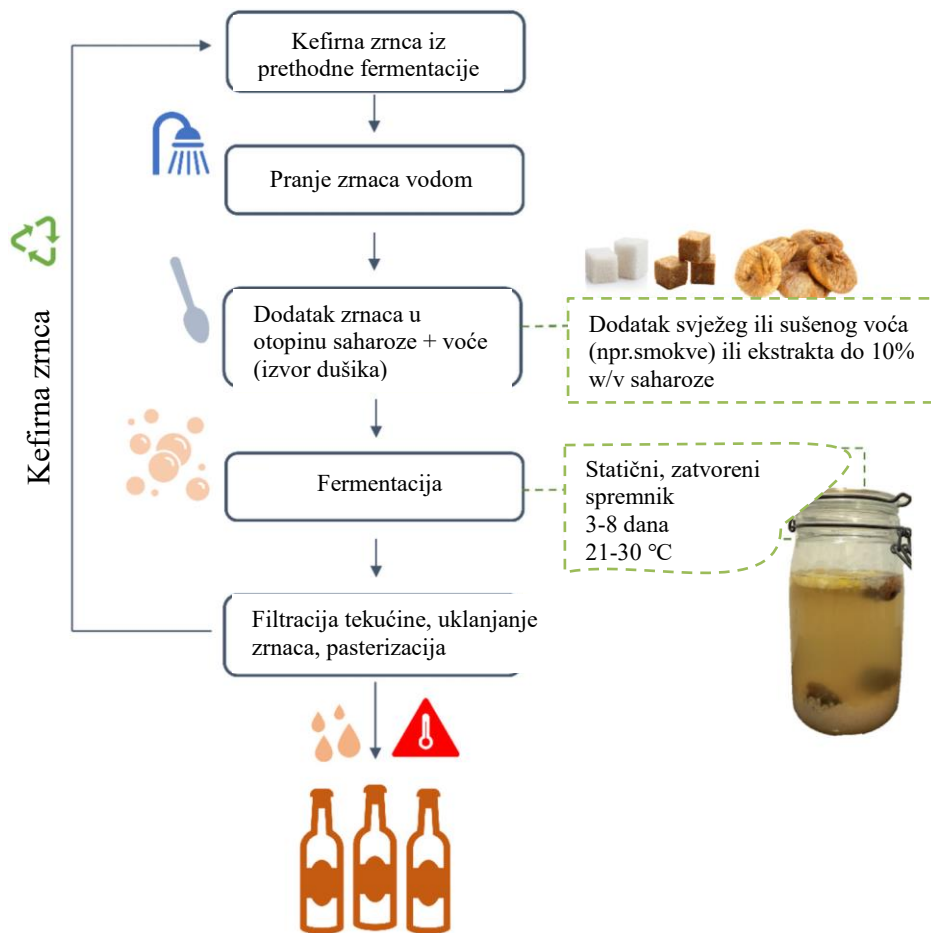 Kefirna zrnca iz
prethodne fermentacije
Pranje zrnaca vodom
Dodatak zrnaca u
otopinu saharoze + voće
(izvor dušika)
Dodatak svježeg ili sušenog voća
(npr.smokve) ili ekstrakta do 10%
w/v saharoze
Fermentacija
Statični, zatvoreni
spremnik
3-8 dana
21-30 °C
Filtracija tekućine, uklanjanje
zrnaca, pasterizacija
Kefirna zrnca